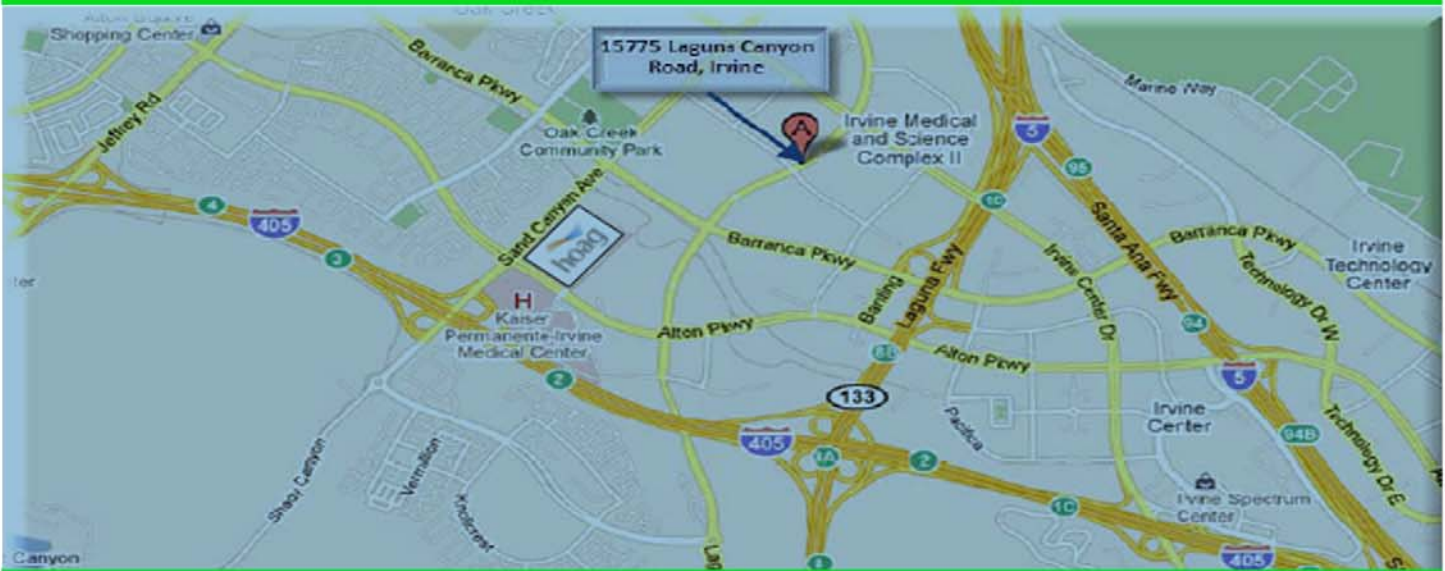 Shopping Center
Oak Creek
15775 Laguna Canyon
Road, Irvine
Barranca Pkwy
Jeffrey Rd
Oak Creek
Community Park
A
Irvine Medical
and Science
Complex II
Marine Way
5
95
4
405
3
Sand Canyon Ave
hoag
Barranca Pkwy
Laguna Fwy
Banting
Irvine Center Dr
Santa Ana Fwy
Barranca Pkwy
Technology Dr W
Irvine
Technology
Center
H
Kaiser
Permanente-Irvine
Medical Center
Alton Pkwy
Alton Pkwy
94
5
2
133
Pacifica
Irvine
Center
94B
Technology Dr E
405
2
1C
Shady Canyon
Vermillion
Knollcrest
Irvine Spectrum
Center
Canyon
Lag
405